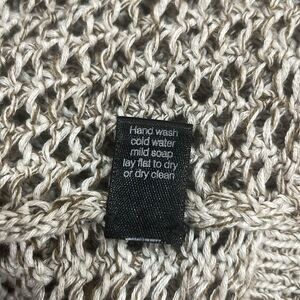 Hand wash
cold water
mild soap
lay flat to dry
or dry clean